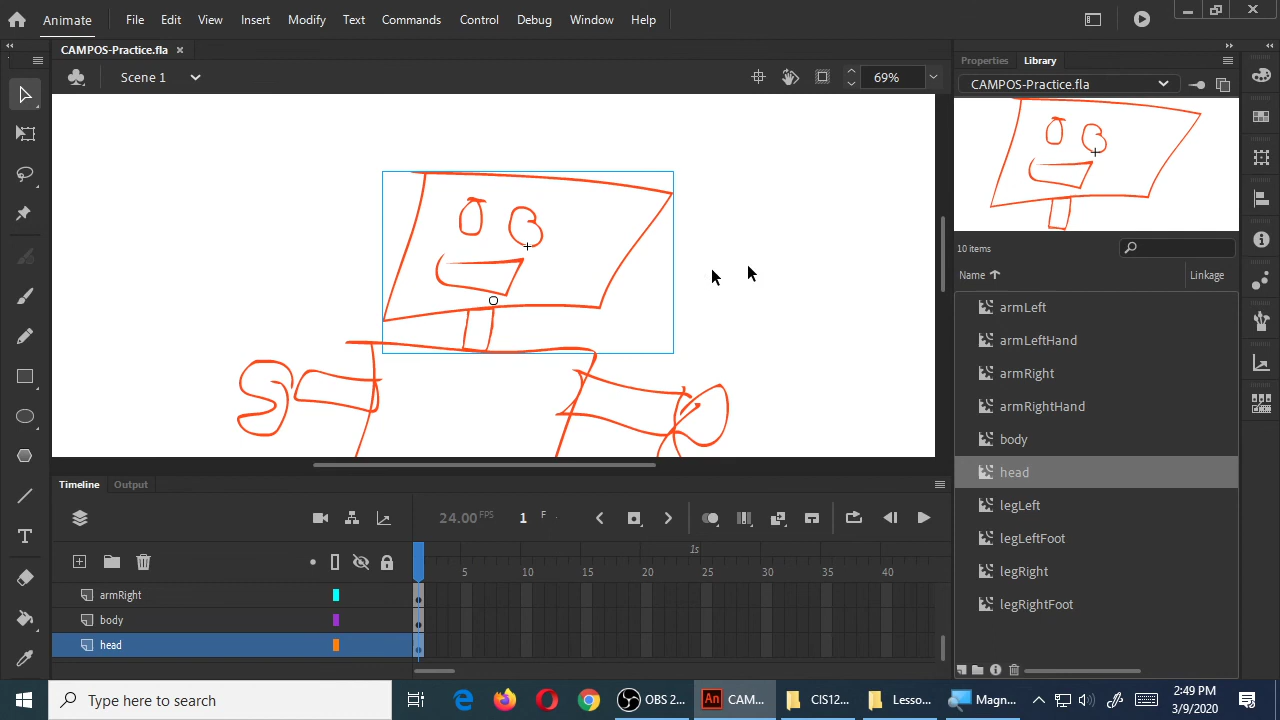 Animate File Edit View Insert Modify Text Commands Control Debug Window Help
CAMPOS-Practice.fla × Properties Library
Scene 1 69% CAMPOS-Practice.fla
10 items
Name Linkage
armLeft
armLeftHand
armRight
armRightHand
body
head
legLeft
legLeftFoot
legRight
legRightFoot
Timeline Output
24.00 FPS 1 F
1s
5 10 15 20 25 30 35 40
armRight
body
head
Type here to search OBS 2... CAM... CIS12... Lesso... Magn... 2:49 PM
3/9/2020